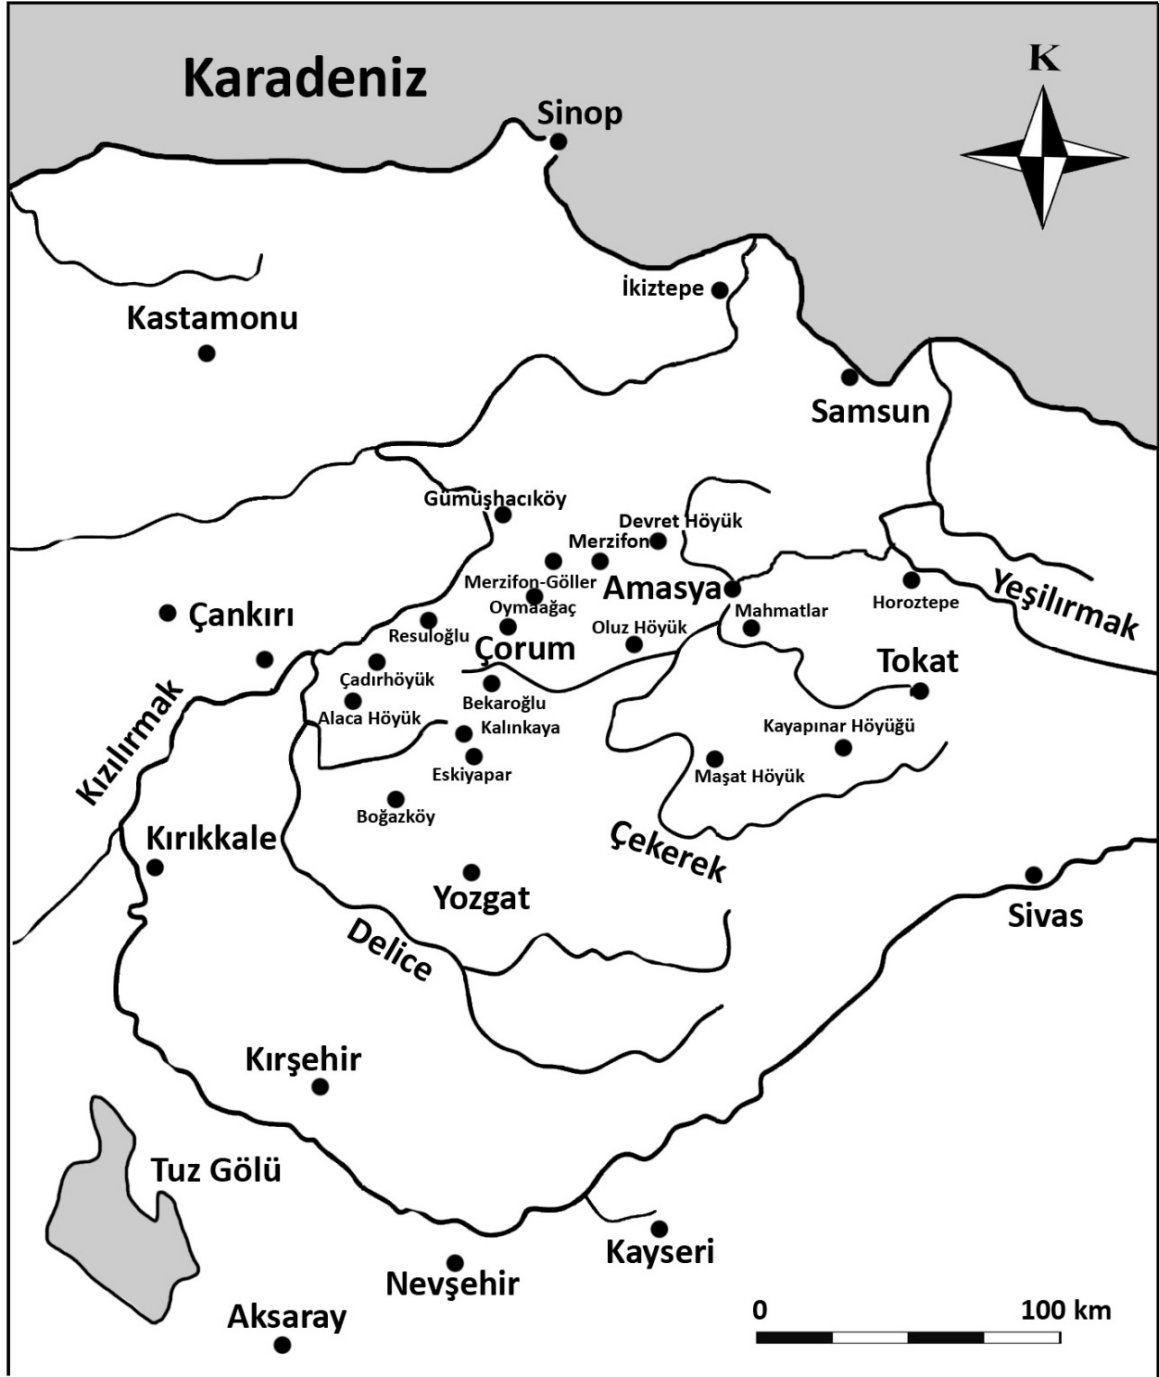 Karadeniz
K
Sinop
İkiztepe
Kastamonu
Samsun
Gümüşhacıköy
Devret Höyük
Merzifon
Merzifon-Göller
Amasya
Yeşilırmak
Horoztepe
Oymaağaç
Mahmatlar
Çankırı
Resuloğlu
Oluz Höyük
Çorum
Tokat
Çadırhöyük
Bekaroğlu
Alaca Höyük
Kalınkaya
Kayapınar Höyüğü
Kızılırmak
Eskiyapar
Maşat Höyük
Boğazköy
Kırıkkale
Çekerek
Yozgat
Sivas
Delice
Kırşehir
Tuz Gölü
Kayseri
Nevşehir
Aksaray
0
100 km